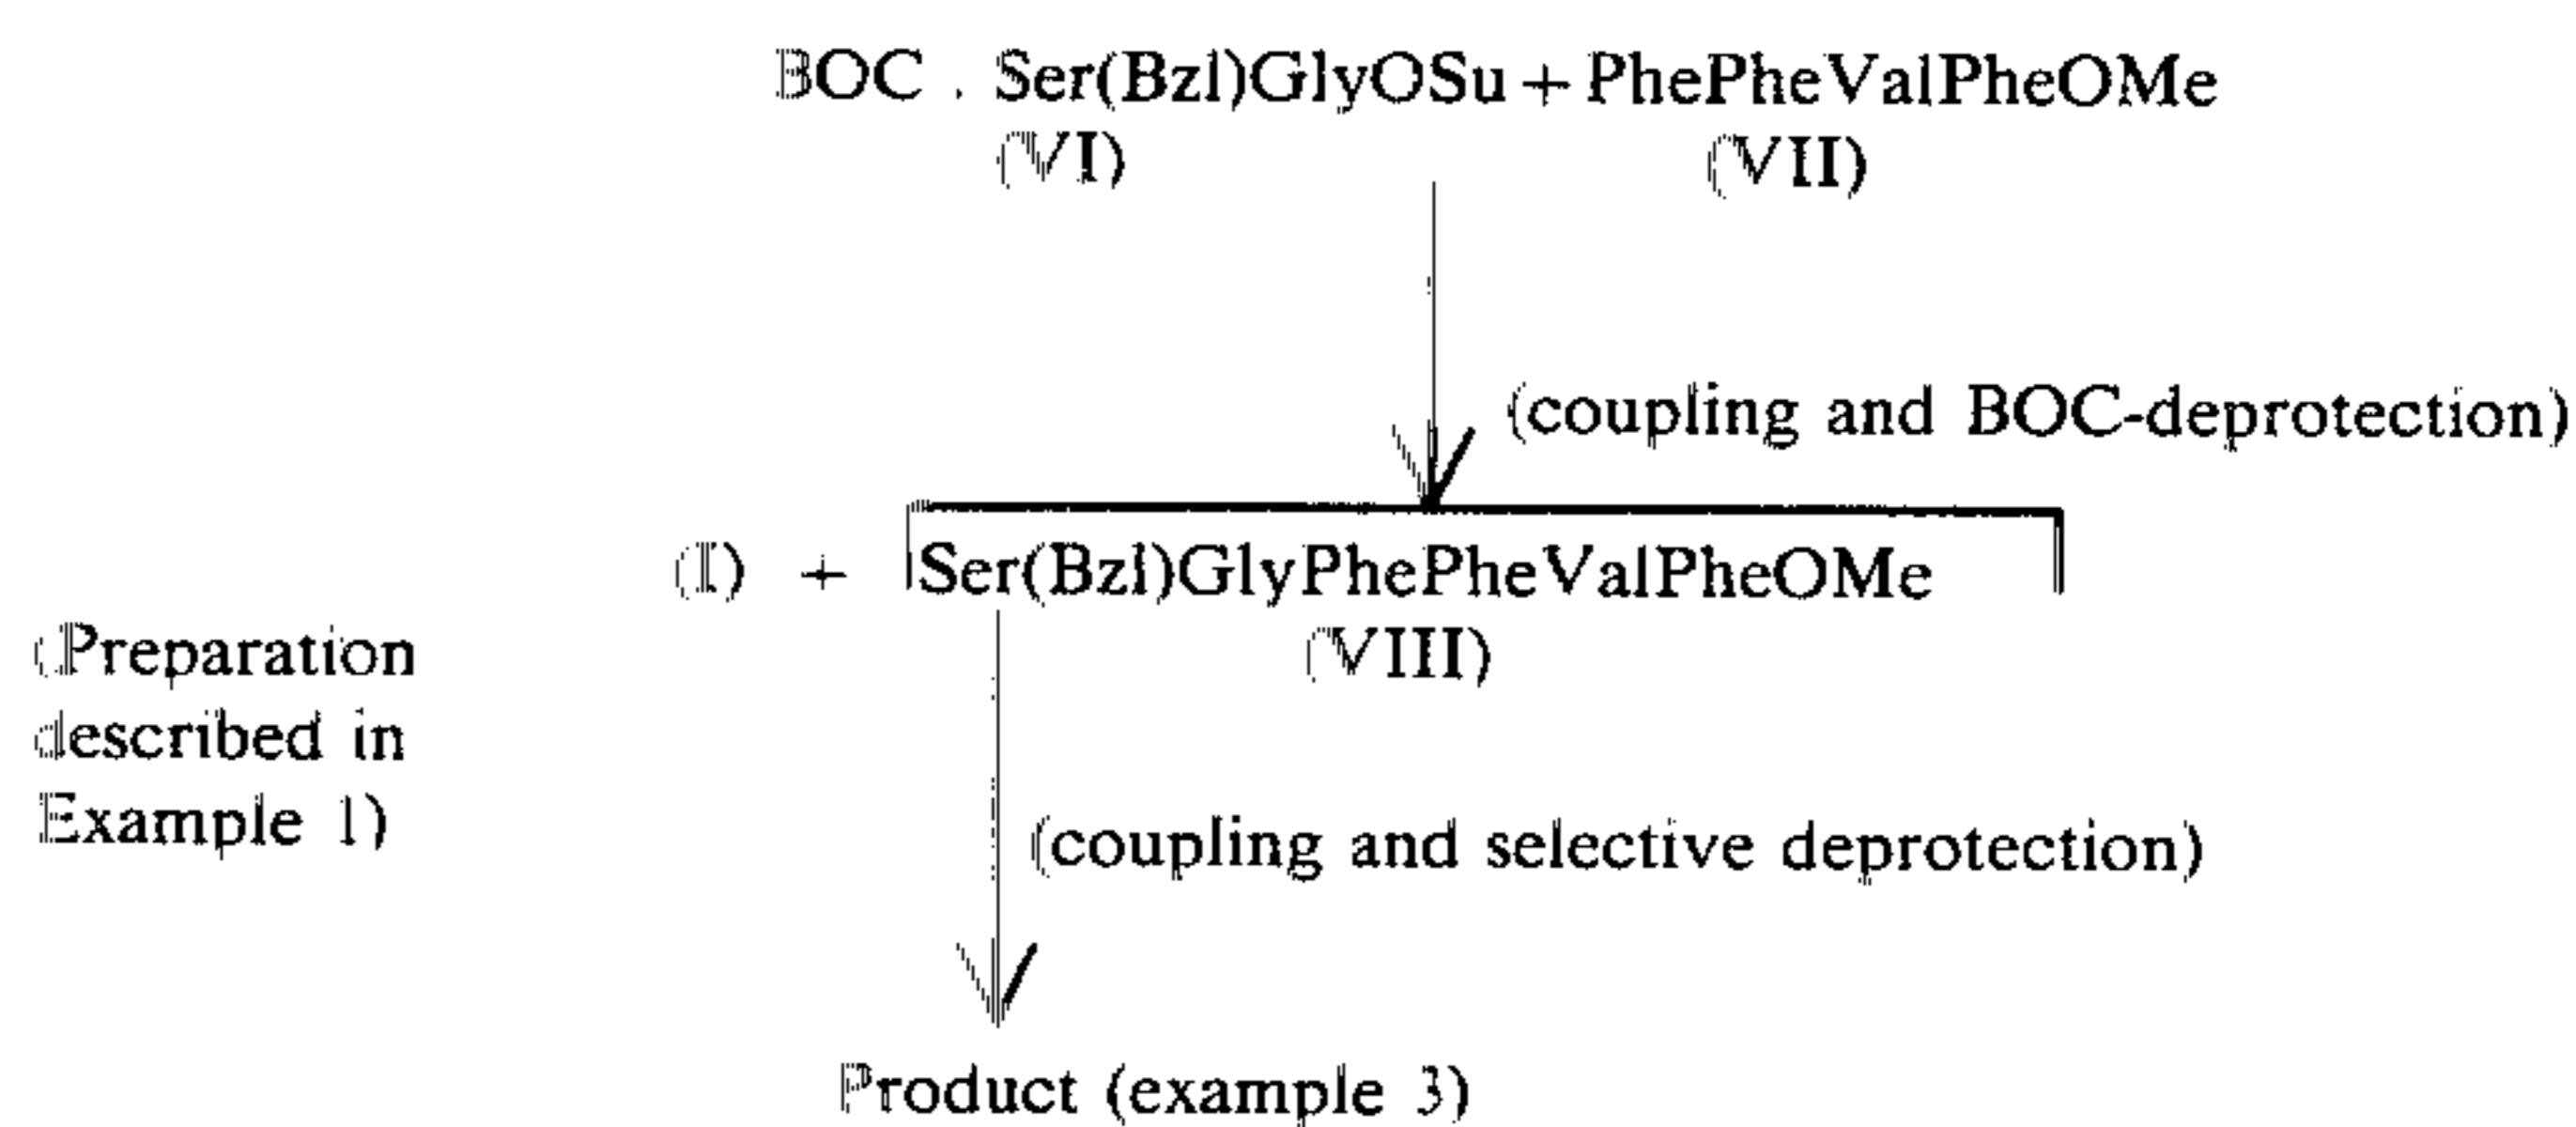 BOC . Ser(Bzl)GlyOSu + PhePheValPheOMe
(VI) (VII)
(coupling and BOC-deprotection)
(I) + Ser(Bzl)GlyPhePheValPheOMe
(VIII)
(Preparation
described in
Example 1)
(coupling and selective deprotection)
Product (example 3)